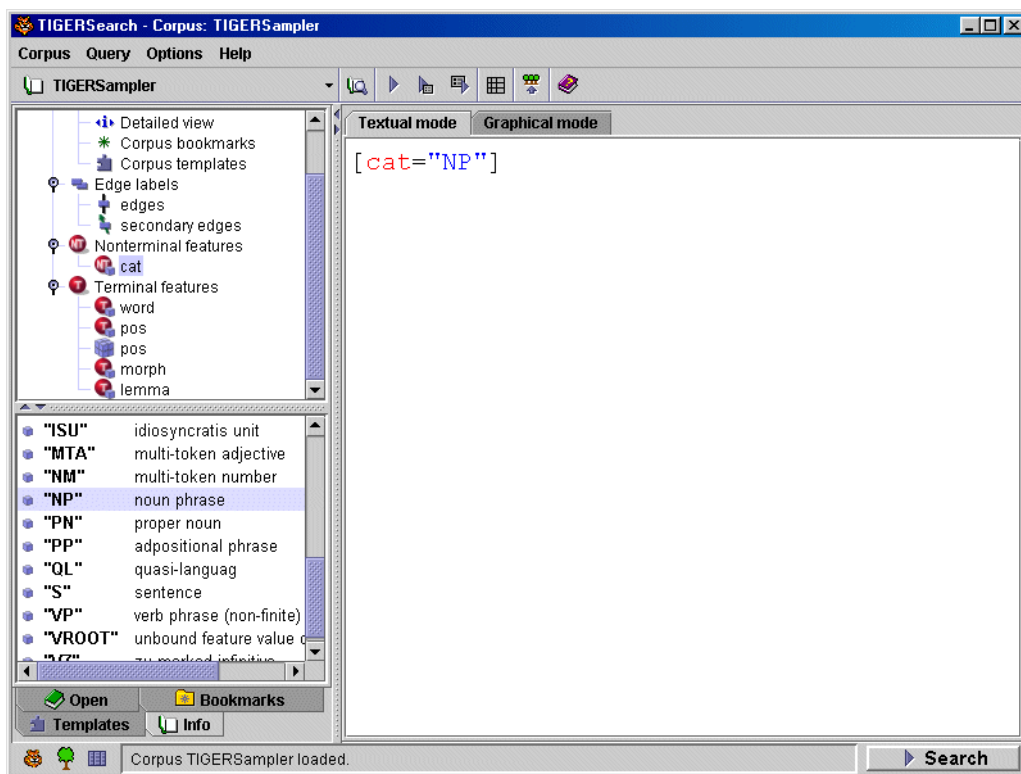 TIGERSearch - Corpus: TIGERSampler
Corpus Query Options Help
TIGERSampler
Detailed view
Corpus bookmarks
Corpus templates
Edge labels
edges
secondary edges
Nonterminal features
NT cat
T Terminal features
T word
T pos
pos
T morph
T lemma
"ISU" idiosyncratis unit
"MTA" multi-token adjective
"NM" multi-token number
"NP" noun phrase
"PN" proper noun
"PP" adpositional phrase
"QL" quasi-languag
"S" sentence
"VP" verb phrase (non-finite)
"VROOT" unbound feature value
Open Bookmarks
Templates Info
Textual mode Graphical mode
[cat="NP"]
Corpus TIGERSampler loaded.
Search